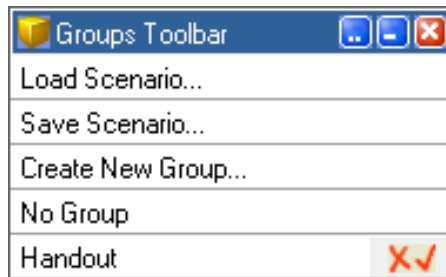 Groups Toolbar
Load Scenario...
Save Scenario...
Create New Group...
No Group
Handout